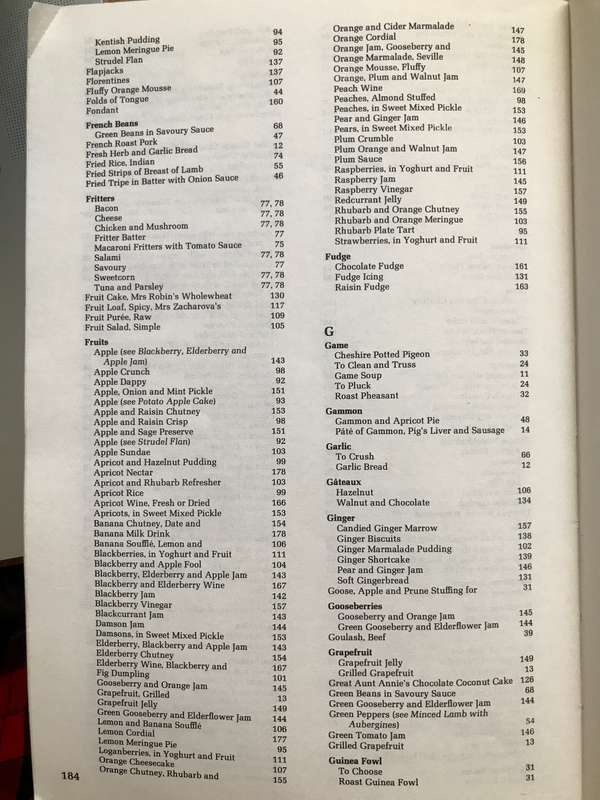 Kentish Pudding 94
Lemon Meringue Pie 95
Strudel Flan 92
Flapjacks 137
Florentines 137
Fluffy Orange Mousse 107
Folds of Tongue 44
Fondant 160
French Beans
Green Beans in Savoury Sauce 68
French Roast Pork 47
Fresh Herb and Garlic Bread 12
Fried Rice, Indian 74
Fried Strips of Breast of Lamb 55
Fried Tripe in Batter with Onion Sauce 46
Fritters
Bacon 77, 78
Cheese 77, 78
Chicken and Mushroom 77, 78
Fritter Batter 77
Macaroni Fritters with Tomato Sauce 75
Salami 77, 78
Savoury 77
Sweetcorn 77, 78
Tuna and Parsley 77, 78
Fruit Cake, Mrs Robin's Wholewheat 130
Fruit Loaf, Spicy, Mrs Zacharova's 117
Fruit Purée, Raw 109
Fruit Salad, Simple 105
Fruits
Apple (see Blackberry, Elderberry and
Apple Jam) 143
Apple Crunch 98
Apple Dappy 92
Apple, Onion and Mint Pickle 151
Apple (see Potato Apple Cake) 93
Apple and Raisin Chutney 153
Apple and Raisin Crisp 98
Apple and Sage Preserve 151
Apple (see Strudel Flan) 92
Apple Sundae 103
Apricot and Hazelnut Pudding 99
Apricot Nectar 178
Apricot and Rhubarb Refresher 103
Apricot Rice 99
Apricot Wine, Fresh or Dried 166
Apricots, in Sweet Mixed Pickle 153
Banana Chutney, Date and 154
Banana Milk Drink 178
Banana Soufflé, Lemon and 106
Blackberries, in Yoghurt and Fruit 111
Blackberry and Apple Fool 104
Blackberry, Elderberry and Apple Jam 143
Blackberry and Elderberry Wine 167
Blackberry Jam 142
Blackberry Vinegar 157
Blackcurrant Jam 143
Damson Jam 144
Damsons, in Sweet Mixed Pickle 153
Elderberry, Blackberry and Apple Jam 143
Elderberry Chutney 154
Elderberry Wine, Blackberry and 167
Fig Dumpling 101
Gooseberry and Orange Jam 145
Grapefruit, Grilled 13
Grapefruit Jelly 149
Green Gooseberry and Elderflower Jam 144
Lemon and Banana Soufflé 106
Lemon Cordial 177
Lemon Meringue Pie 95
Loganberries, in Yoghurt and Fruit 111
Orange Cheesecake 107
Orange Chutney, Rhubarb and 155
184
Orange and Cider Marmalade 147
Orange Cordial 178
Orange Jam, Gooseberry and 145
Orange Marmalade, Seville 148
Orange Mousse, Fluffy 107
Orange, Plum and Walnut Jam 147
Peach Wine 169
Peaches, Almond Stuffed 98
Peaches, in Sweet Mixed Pickle 153
Pear and Ginger Jam 146
Pears, in Sweet Mixed Pickle 153
Plum Crumble 103
Plum Orange and Walnut Jam 147
Plum Sauce 156
Raspberries, in Yoghurt and Fruit 111
Raspberry Jam 145
Raspberry Vinegar 157
Redcurrant Jelly 149
Rhubarb and Orange Chutney 155
Rhubarb and Orange Meringue 103
Rhubarb Plate Tart 95
Strawberries, in Yoghurt and Fruit 111
Fudge
Chocolate Fudge 161
Fudge Icing 131
Raisin Fudge 163
G
Game
Cheshire Potted Pigeon 33
To Clean and Truss 24
Game Soup 11
To Pluck 24
Roast Pheasant 32
Gammon
Gammon and Apricot Pie 48
Pâté of Gammon, Pig's Liver and Sausage 14
Garlic
To Crush 66
Garlic Bread 12
Gâteaux
Hazelnut 106
Walnut and Chocolate 134
Ginger
Candied Ginger Marrow 157
Ginger Biscuits 138
Ginger Marmalade Pudding 102
Ginger Shortcake 139
Pear and Ginger Jam 146
Soft Gingerbread 131
Goose, Apple and Prune Stuffing for 31
Gooseberries
Gooseberry and Orange Jam 145
Green Gooseberry and Elderflower Jam 144
Goulash, Beef 39
Grapefruit
Grapefruit Jelly 149
Grilled Grapefruit 13
Great Aunt Annie's Chocolate Coconut Cake 126
Green Beans in Savoury Sauce 68
Green Gooseberry and Elderflower Jam 144
Green Peppers (see Minced Lamb with
Aubergines) 54
Green Tomato Jam 146
Grilled Grapefruit 13
Guinea Fowl
To Choose 31
Roast Guinea Fowl 31